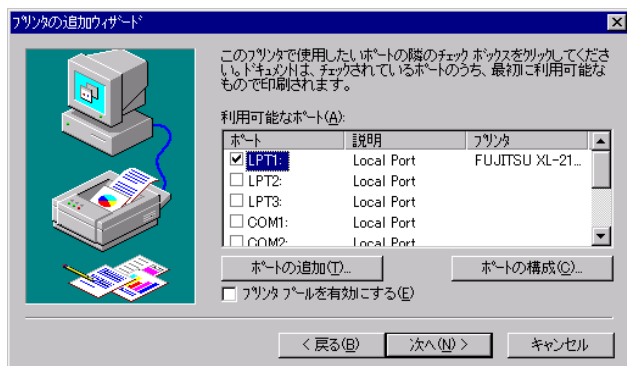 プリンタの追加ウィザード
このプリンタで使用したいポートの隣のチェック ボックスをクリックしてくださ
い。ドキュメントは、チェックされているポートのうち、最初に利用可能な
もので印刷されます。
利用可能なポート(A):
ポート 説明 プリンタ
LPT1: Local Port FUJITSU XL-21...
LPT2: Local Port
LPT3: Local Port
COM1: Local Port
COM2: Local Port
ポートの追加(T)... ポートの構成(C)...
プリンタ プールを有効にする(E)
< 戻る(B) 次へ(N) > キャンセル